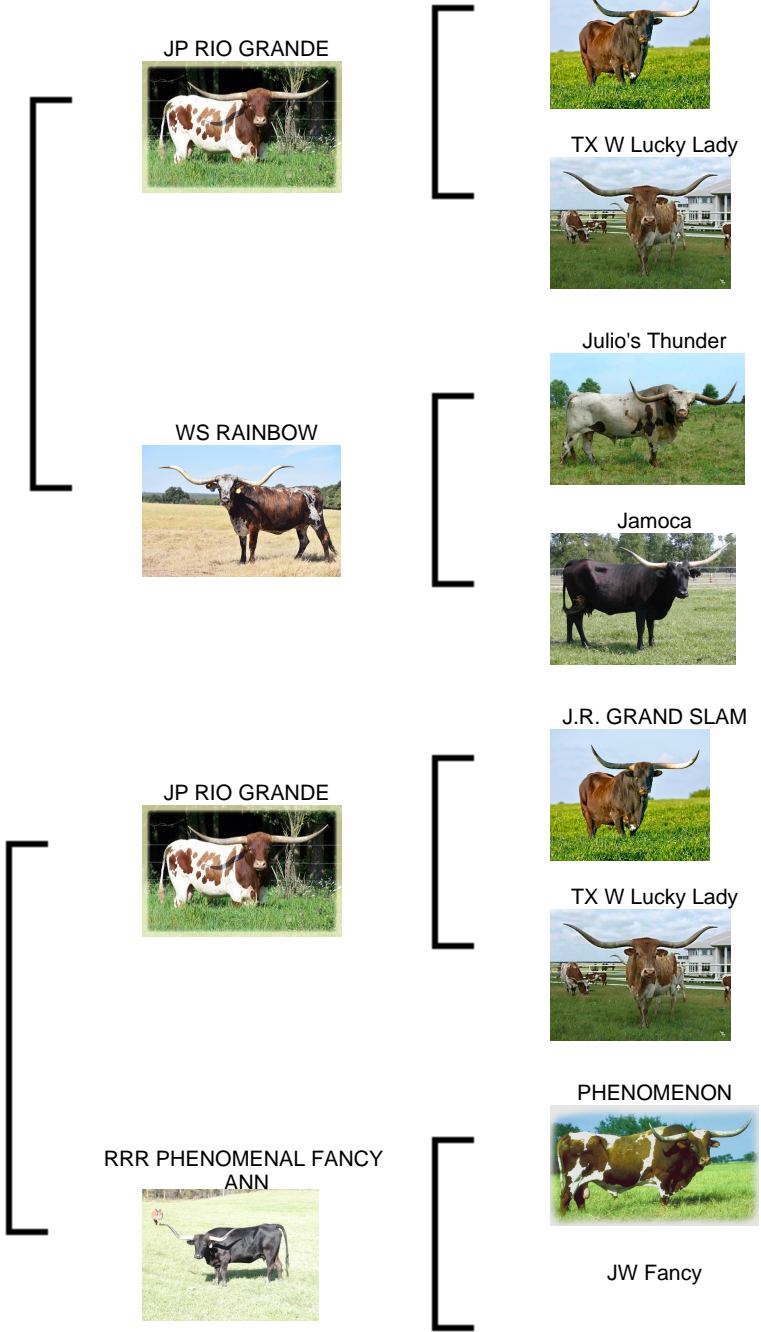 JP RIO GRANDE
TX W Lucky Lady
Julio's Thunder
WS RAINBOW
Jamoca
J.R. GRAND SLAM
JP RIO GRANDE
TX W Lucky Lady
PHENOMENON
RRR PHENOMENAL FANCY
ANN
JW Fancy